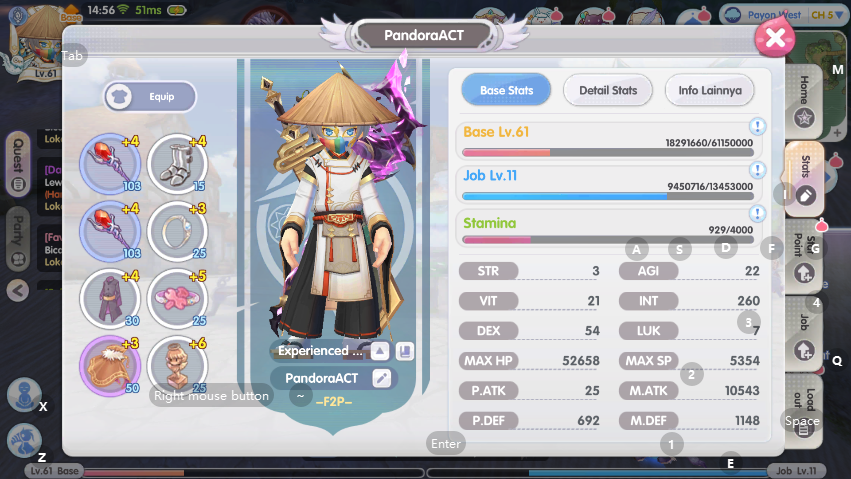 Base
14:56
51ms
PandoraACT
Payon West
CH 5
Lv.61
Tab
M
Equip
Base Stats
Detail Stats
Info Lainnya
Home
Base Lv.61
18291660/61150000
Job Lv.11
9450716/13453000
Stamina
929/4000
Quest
Party
Stats
Stat Point
Job
Load out
+4
103
+4
15
+4
103
+3
25
+4
30
+5
25
+3
50
+6
25
I
A
S
D
F
G
STR 3
AGI 22
VIT 21
INT 260
4
DEX 54
LUK 7
3
MAX HP 52658
MAX SP 5354
Q
P.ATK 25
M.ATK 10543
2
P.DEF 692
M.DEF 1148
Experienced ...
PandoraACT
–F2P–
Right mouse button
~
X
Z
Enter
1
E
Space
Lv.61 Base
Job Lv.11